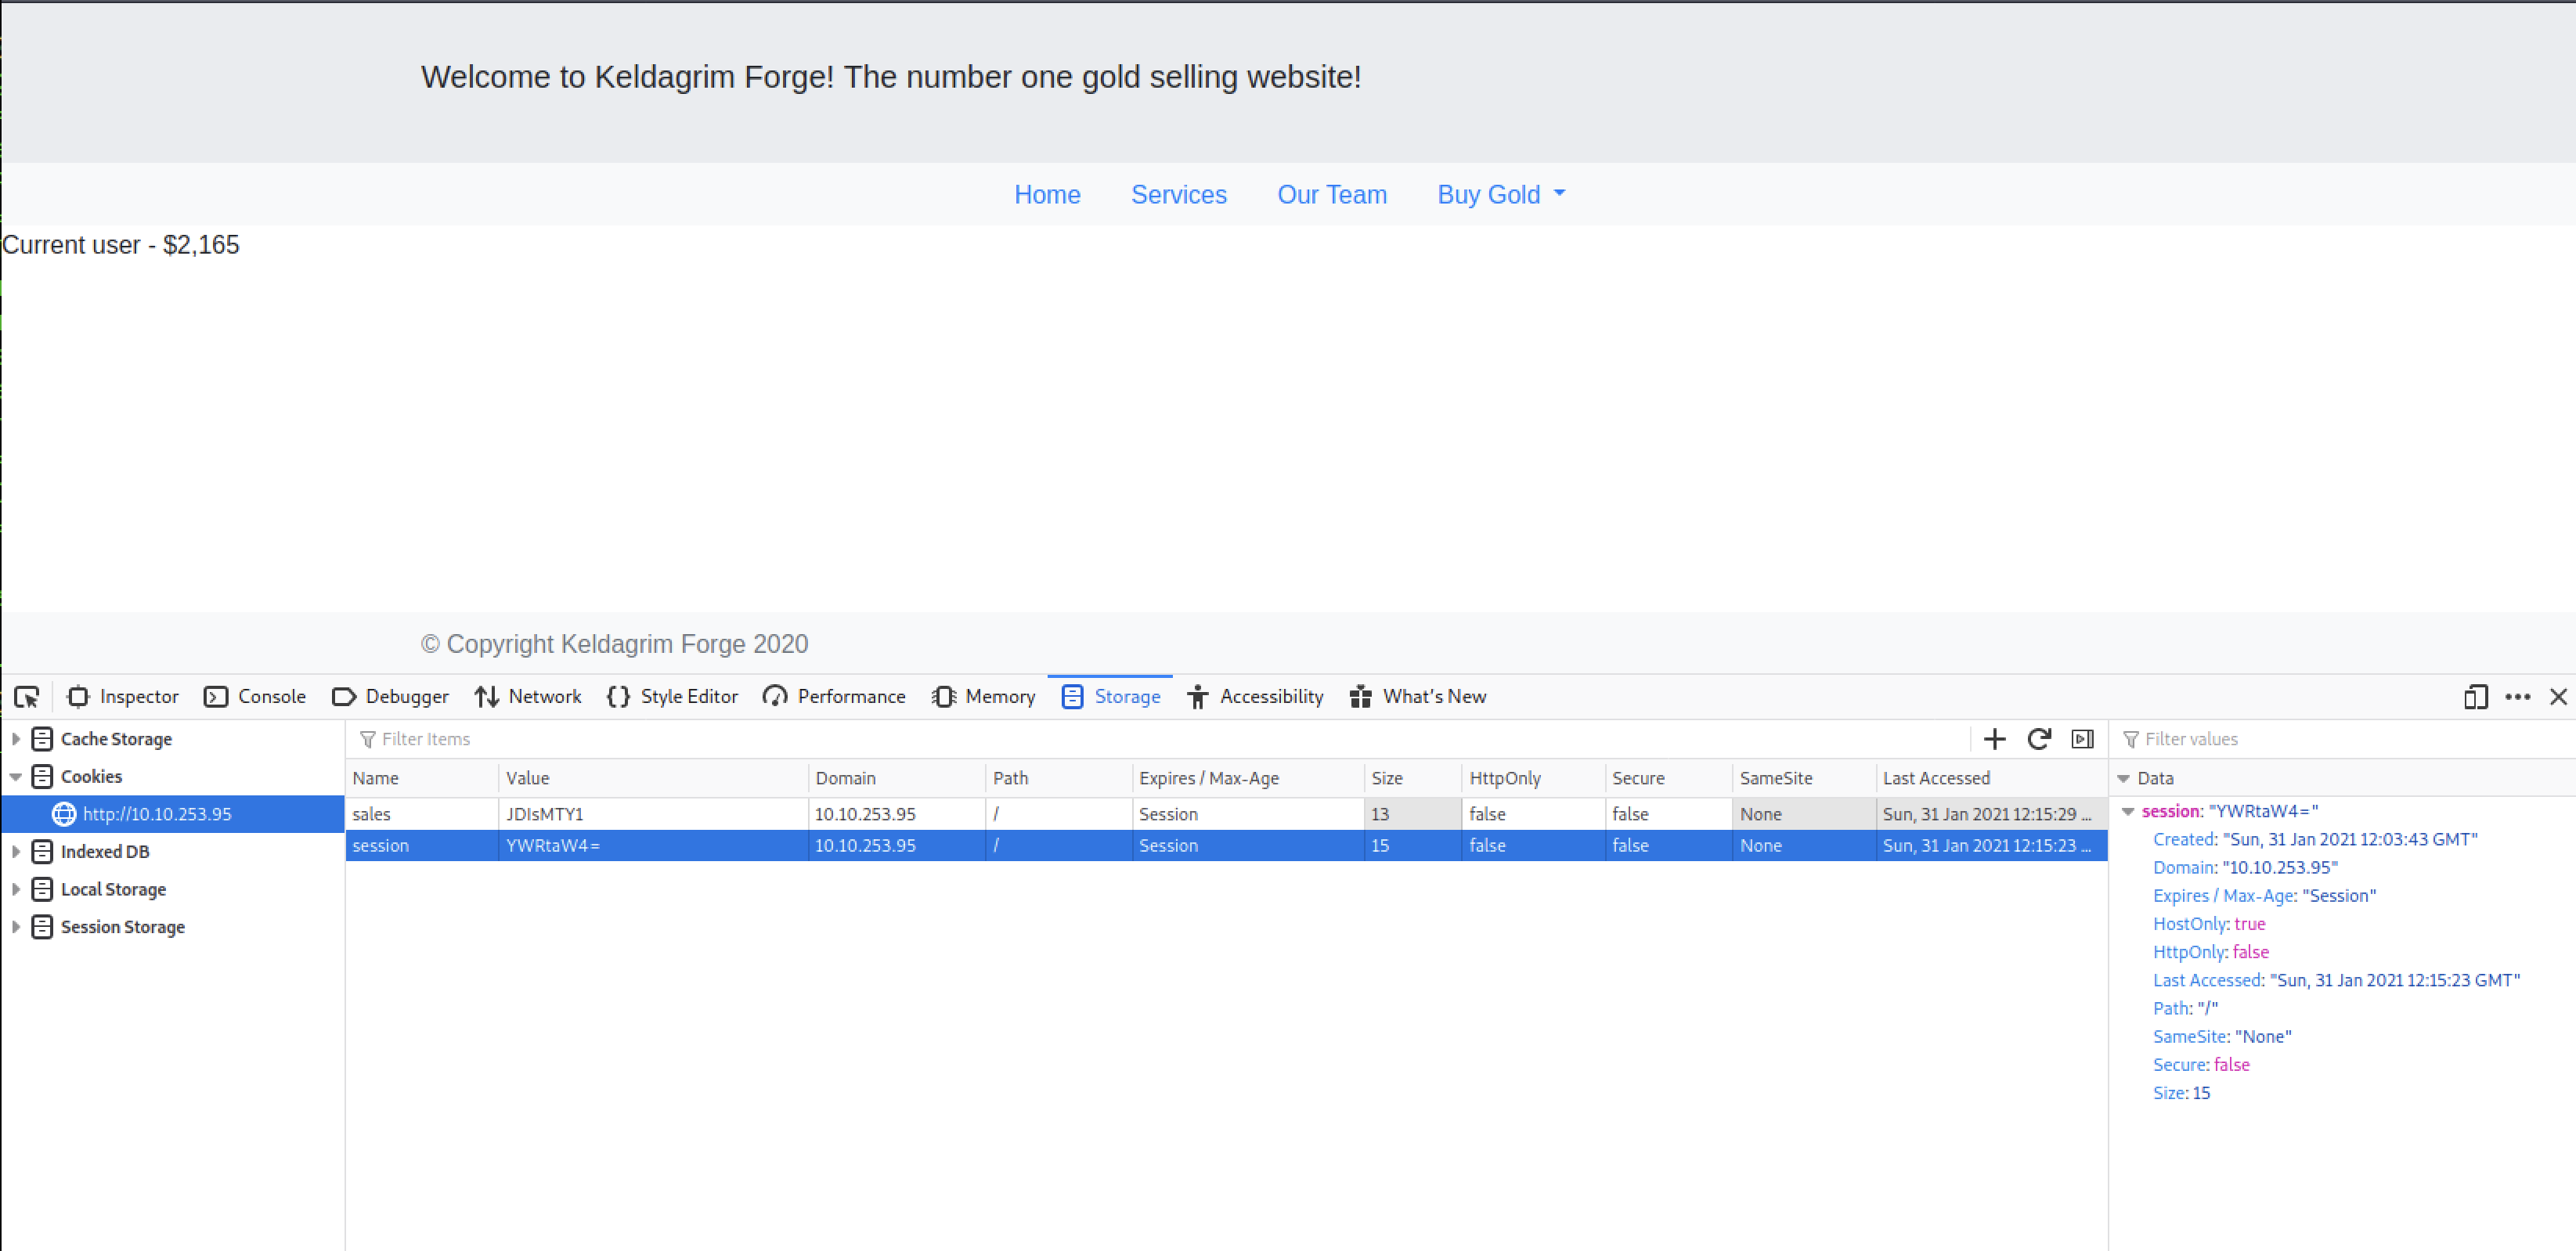 Welcome to Keldagrim Forge! The number one gold selling website!
Home Services Our Team Buy Gold
Current user - $2,165
© Copyright Keldagrim Forge 2020
Inspector Console Debugger Network Style Editor Performance Memory Storage Accessibility What's New
Cache Storage
Cookies
http://10.10.253.95
Indexed DB
Local Storage
Session Storage
Filter Items
Name Value Domain Path Expires / Max-Age Size HttpOnly Secure SameSite Last Accessed
sales JDIsMTY1 10.10.253.95 / Session 13 false false None Sun, 31 Jan 2021 12:15:29 ...
session YWRtaW4= 10.10.253.95 / Session 15 false false None Sun, 31 Jan 2021 12:15:23 ...
Filter values
Data
session: "YWRtaW4="
Created: "Sun, 31 Jan 2021 12:03:43 GMT"
Domain: "10.10.253.95"
Expires / Max-Age: "Session"
HostOnly: true
HttpOnly: false
Last Accessed: "Sun, 31 Jan 2021 12:15:23 GMT"
Path: "/"
SameSite: "None"
Secure: false
Size: 15